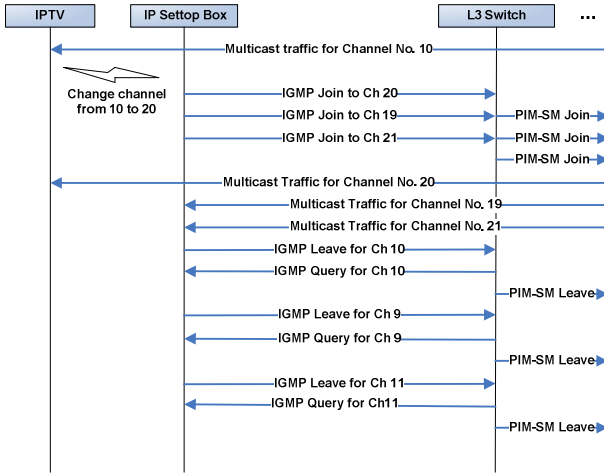 IPTV
IP Settop Box
L3 Switch
...
Multicast traffic for Channel No. 10
Change channel
from 10 to 20
IGMP Join to Ch 20
IGMP Join to Ch 19
PIM-SM Join
IGMP Join to Ch 21
PIM-SM Join
PIM-SM Join
Multicast Traffic for Channel No. 20
Multicast Traffic for Channel No. 19
Multicast Traffic for Channel No. 21
IGMP Leave for Ch 10
IGMP Query for Ch 10
PIM-SM Leave
IGMP Leave for Ch 9
IGMP Query for Ch 9
PIM-SM Leave
IGMP Leave for Ch 11
IGMP Query for Ch11
PIM-SM Leave